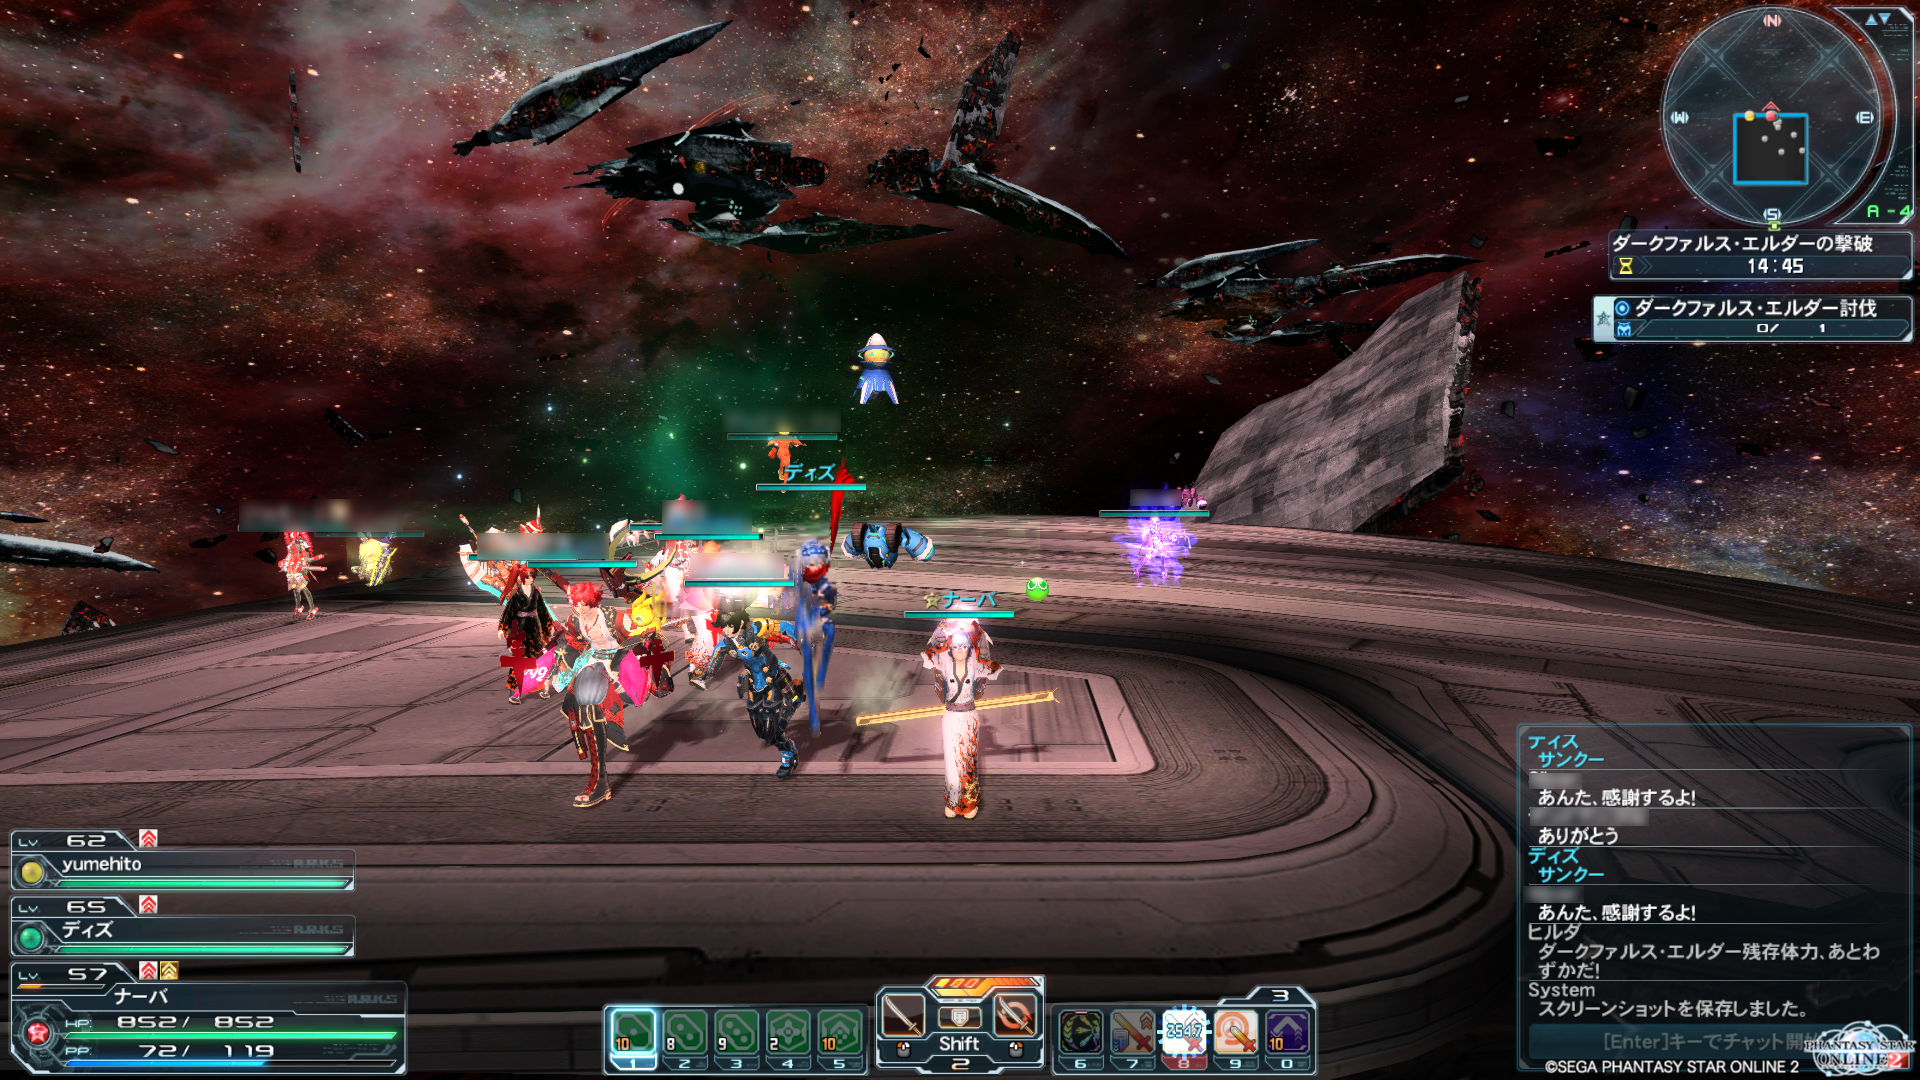 N
W
E
S
A-4
ダークファルス・エルダーの撃破
14:45
ダークファルス・エルダー討伐
0/ 1
ディズ
ナーバ
ディズ
サンクー
あんた、感謝するよ!
ありがとう
ディズ
サンクー
あんた、感謝するよ!
ヒルダ
ダークファルス・エルダー残存体力、あとわ
ずかだ!
System
スクリーンショットを保存しました。
[Enter]キーでチャット開
PHANTASY STAR
ONLINE 2
©SEGA PHANTASY STAR ONLINE 2
Lv. 62
yumehito
A.R.K.S
Lv. 65
ディズ
A.R.K.S
Lv. 57
ナーバ
A.R.K.S
HP: 852/ 852
PP: 72/ 119
10 8 9 2 10
1 2 3 4 5
Shift
2
3
2547
10
6 7 8 9 0